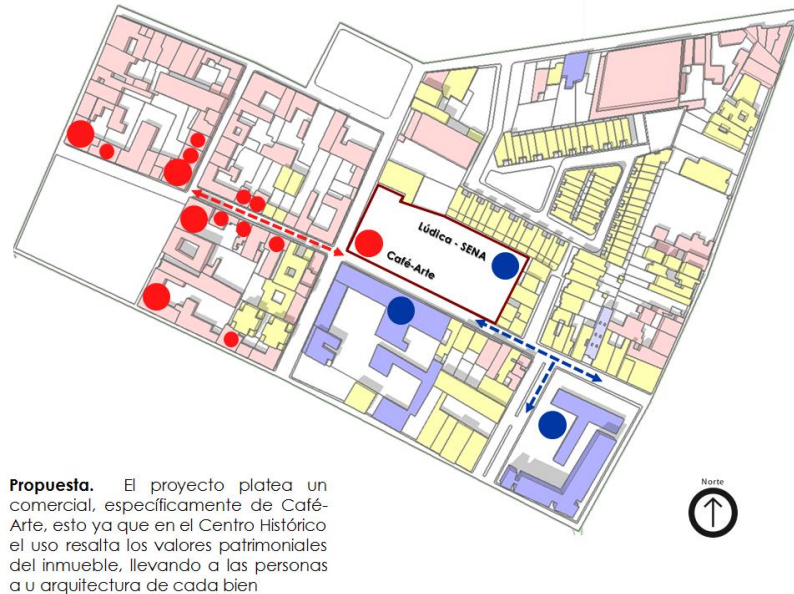 Lúdica - SENA
Café-Arte
Propuesta. El proyecto platea un
comercial, específicamente de Café-
Arte, esto ya que en el Centro Histórico
el uso resalta los valores patrimoniales
del inmueble, llevando a las personas
a u arquitectura de cada bien
Norte